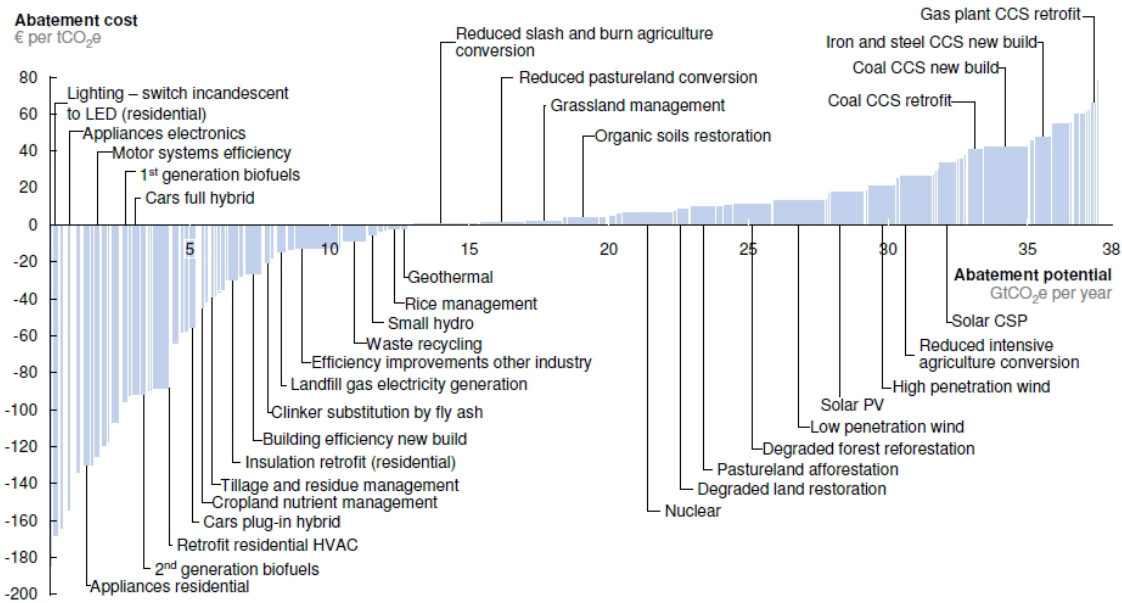 Abatement cost
€ per tCO2e
Gas plant CCS retrofit
Reduced slash and burn agriculture
conversion
Iron and steel CCS new build
Coal CCS new build
Reduced pastureland conversion
80
Lighting – switch incandescent
to LED (residential)
Grassland management
Coal CCS retrofit
60
Appliances electronics
Organic soils restoration
40
Motor systems efficiency
1st generation biofuels
20
Cars full hybrid
0
5
10
15
20
25
30
35
38
-20
Geothermal
Abatement potential
GtCO2e per year
-40
Rice management
Small hydro
Solar CSP
-60
Waste recycling
Reduced intensive
agriculture conversion
Efficiency improvements other industry
-80
Landfill gas electricity generation
High penetration wind
-100
Clinker substitution by fly ash
Solar PV
Low penetration wind
-120
Building efficiency new build
Degraded forest reforestation
Insulation retrofit (residential)
Pastureland afforestation
-140
Tillage and residue management
Degraded land restoration
Cropland nutrient management
Nuclear
-160
Cars plug-in hybrid
Retrofit residential HVAC
-180
2nd generation biofuels
Appliances residential
-200